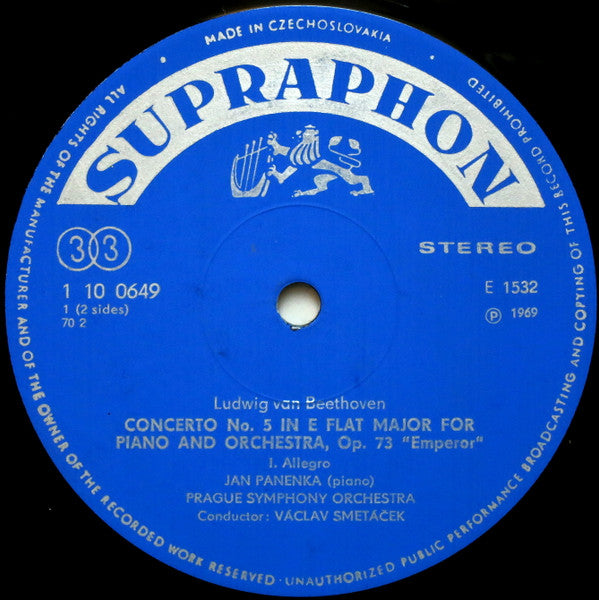 MADE IN CZECHOSLOVAKIA
SUPRAPHON
33
STEREO
1 10 0649
E 1532
1 (2 sides)
Ⓟ 1969
70 2
Ludwig van Beethoven
CONCERTO No. 5 IN E FLAT MAJOR FOR
PIANO AND ORCHESTRA, Op. 73 "Emperor"
I. Allegro
JAN PANENKA (piano)
PRAGUE SYMPHONY ORCHESTRA
Conductor: VÁCLAV SMETÁČEK
ALL RIGHTS OF THE MANUFACTURER AND OF THE OWNER OF THE RECORDED WORK RESERVED · UNAUTHORIZED PUBLIC PERFORMANCE BROADCASTING AND COPYING OF THIS RECORD PROHIBITED